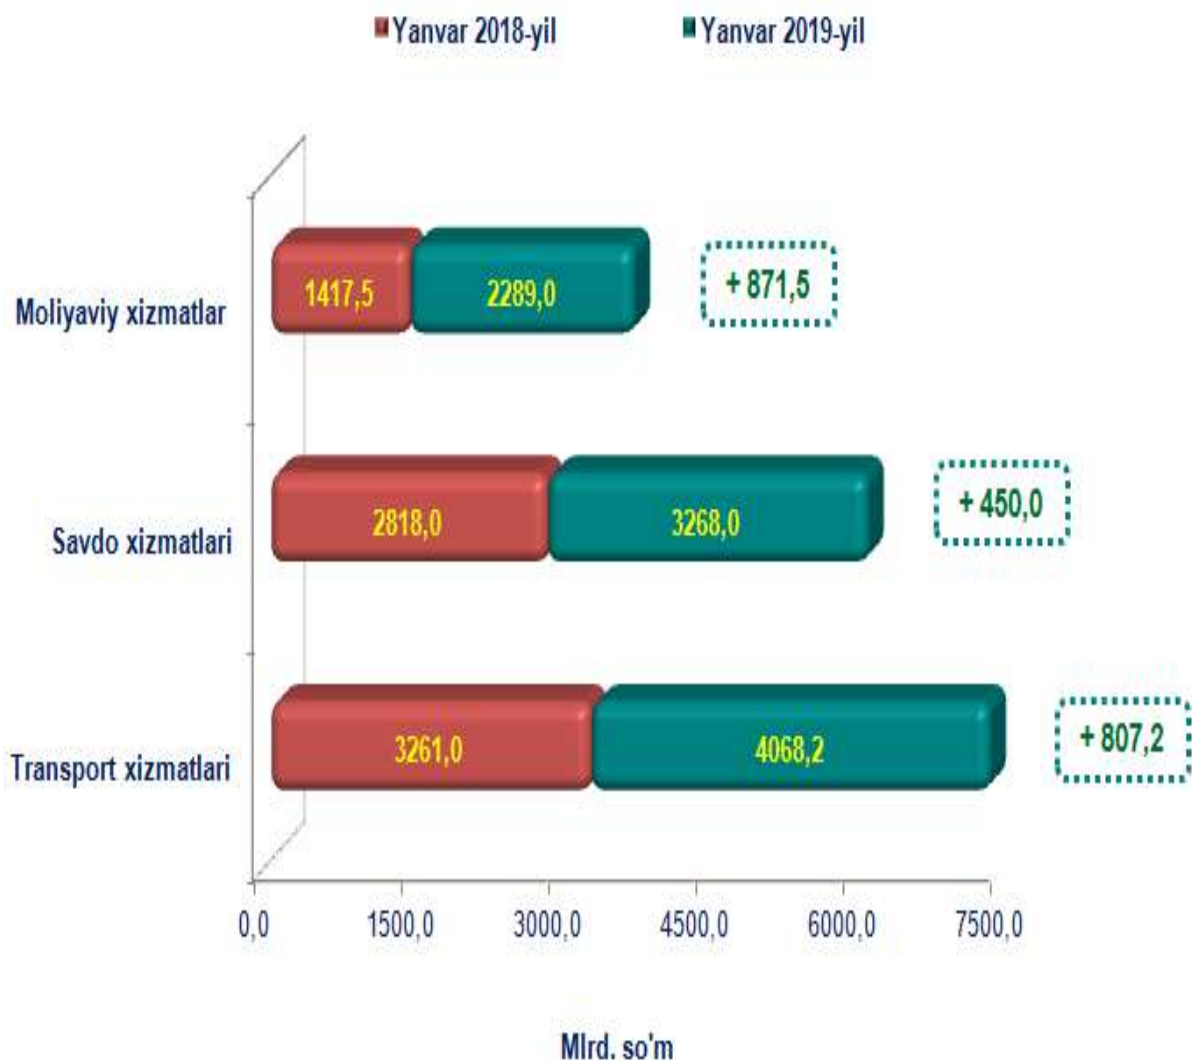 Yanvar 2018-yil Yanvar 2019-yil
Moliyaviy xizmatlar 1417,5 2289,0 + 871,5
Savdo xizmatlari 2818,0 3268,0 + 450,0
Transport xizmatlari 3261,0 4068,2 + 807,2
0,0 1500,0 3000,0 4500,0 6000,0 7500,0
Mlrd. so'm